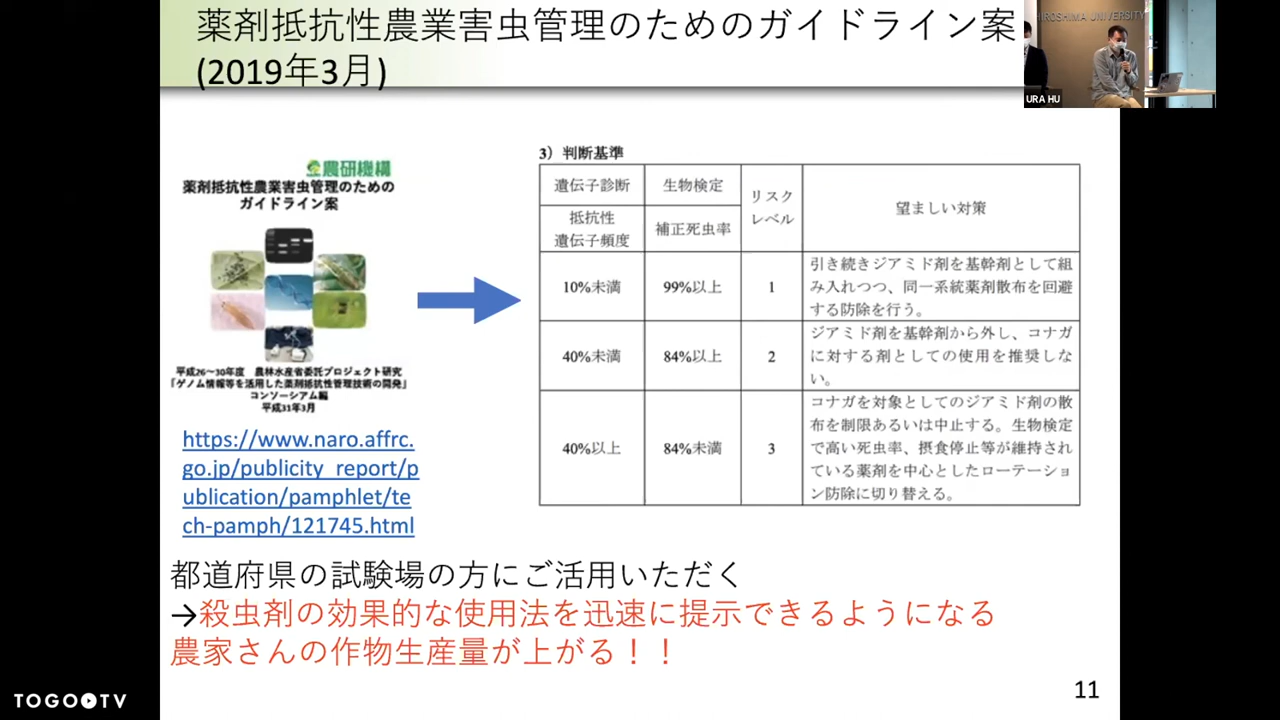 薬剤抵抗性農業害虫管理のためのガイドライン案
(2019年3月)
HIROSHIMA UNIVERSITY
URA HU
農研機構
薬剤抵抗性農業害虫管理のための
ガイドライン案
平成26～30年度 農林水産省委託プロジェクト研究
「ゲノム情報等を活用した薬剤抵抗性管理技術の開発」
コンソーシアム編
平成31年3月
https://www.naro.affrc.
go.jp/publicity_report/p
ublication/pamphlet/te
ch-pamph/121745.html
3）判断基準
遺伝子診断 生物検定 リスク
レベル 望ましい対策
抵抗性
遺伝子頻度 補正死虫率
10%未満 99%以上 1 引き続きジアミド剤を基幹剤として組
み入れつつ、同一系統薬剤散布を回避
する防除を行う。
40%未満 84%以上 2 ジアミド剤を基幹剤から外し、コナガ
に対する剤としての使用を推奨しな
い。
40%以上 84%未満 3 コナガを対象としてのジアミド剤の散
布を制限あるいは中止する。生物検定
で高い死虫率、摂食停止等が維持され
ている薬剤を中心としたローテーショ
ン防除に切り替える。
都道府県の試験場の方にご活用いただく
→殺虫剤の効果的な使用法を迅速に提示できるようになる
農家さんの作物生産量が上がる！！
11
TOGOTV